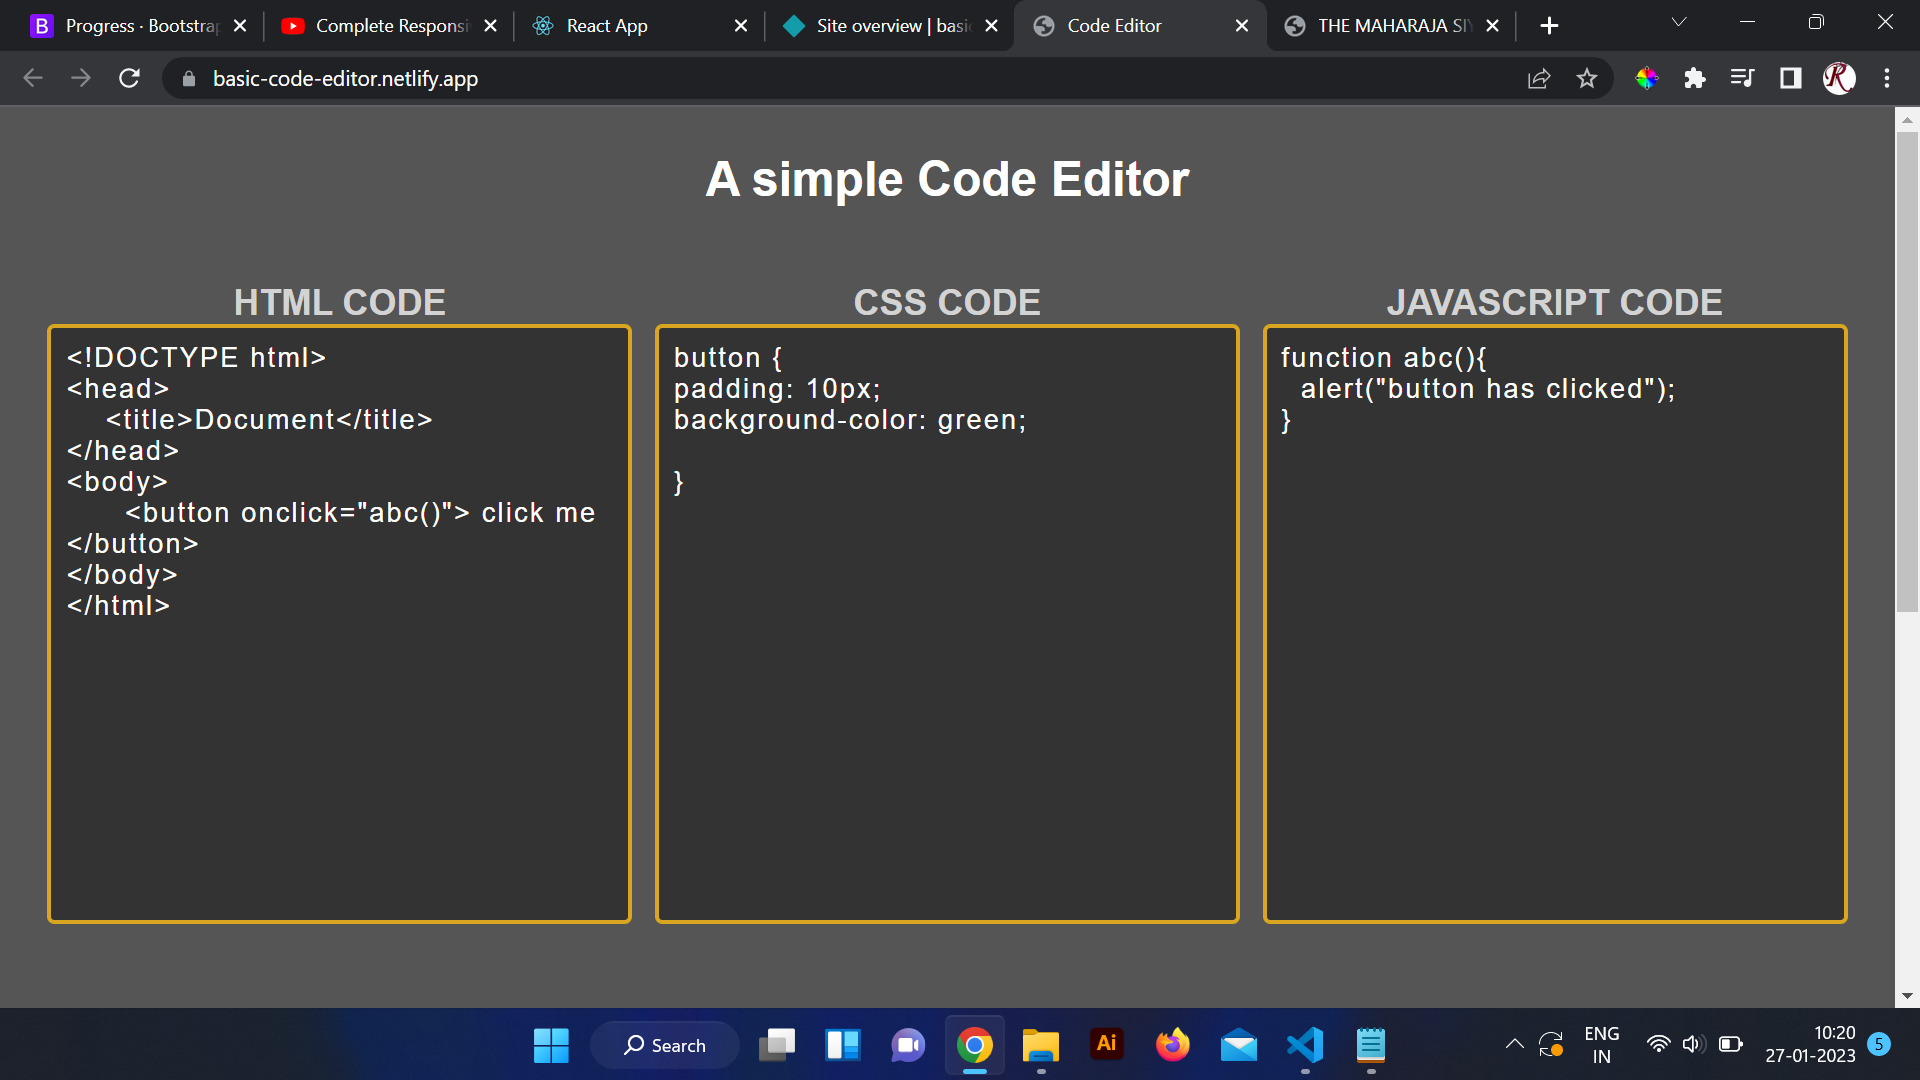 Progress · Bootstrap
Complete Responsi
React App
Site overview | basic
Code Editor
THE MAHARAJA SI
basic-code-editor.netlify.app
A simple Code Editor
HTML CODE
<!DOCTYPE html>
<head>
<title>Document</title>
</head>
<body>
<button onclick="abc()"> click me
</button>
</body>
</html>
CSS CODE
button {
padding: 10px;
background-color: green;
}
JAVASCRIPT CODE
function abc(){
alert("button has clicked");
}
Search
Ai
ENG
IN
10:20
27-01-2023
5